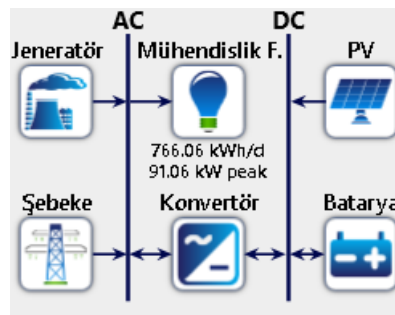 AC DC
Jeneratör Mühendislik F. PV
766.06 kWh/d
91.06 kW peak
Şebeke Konvertör Batarya